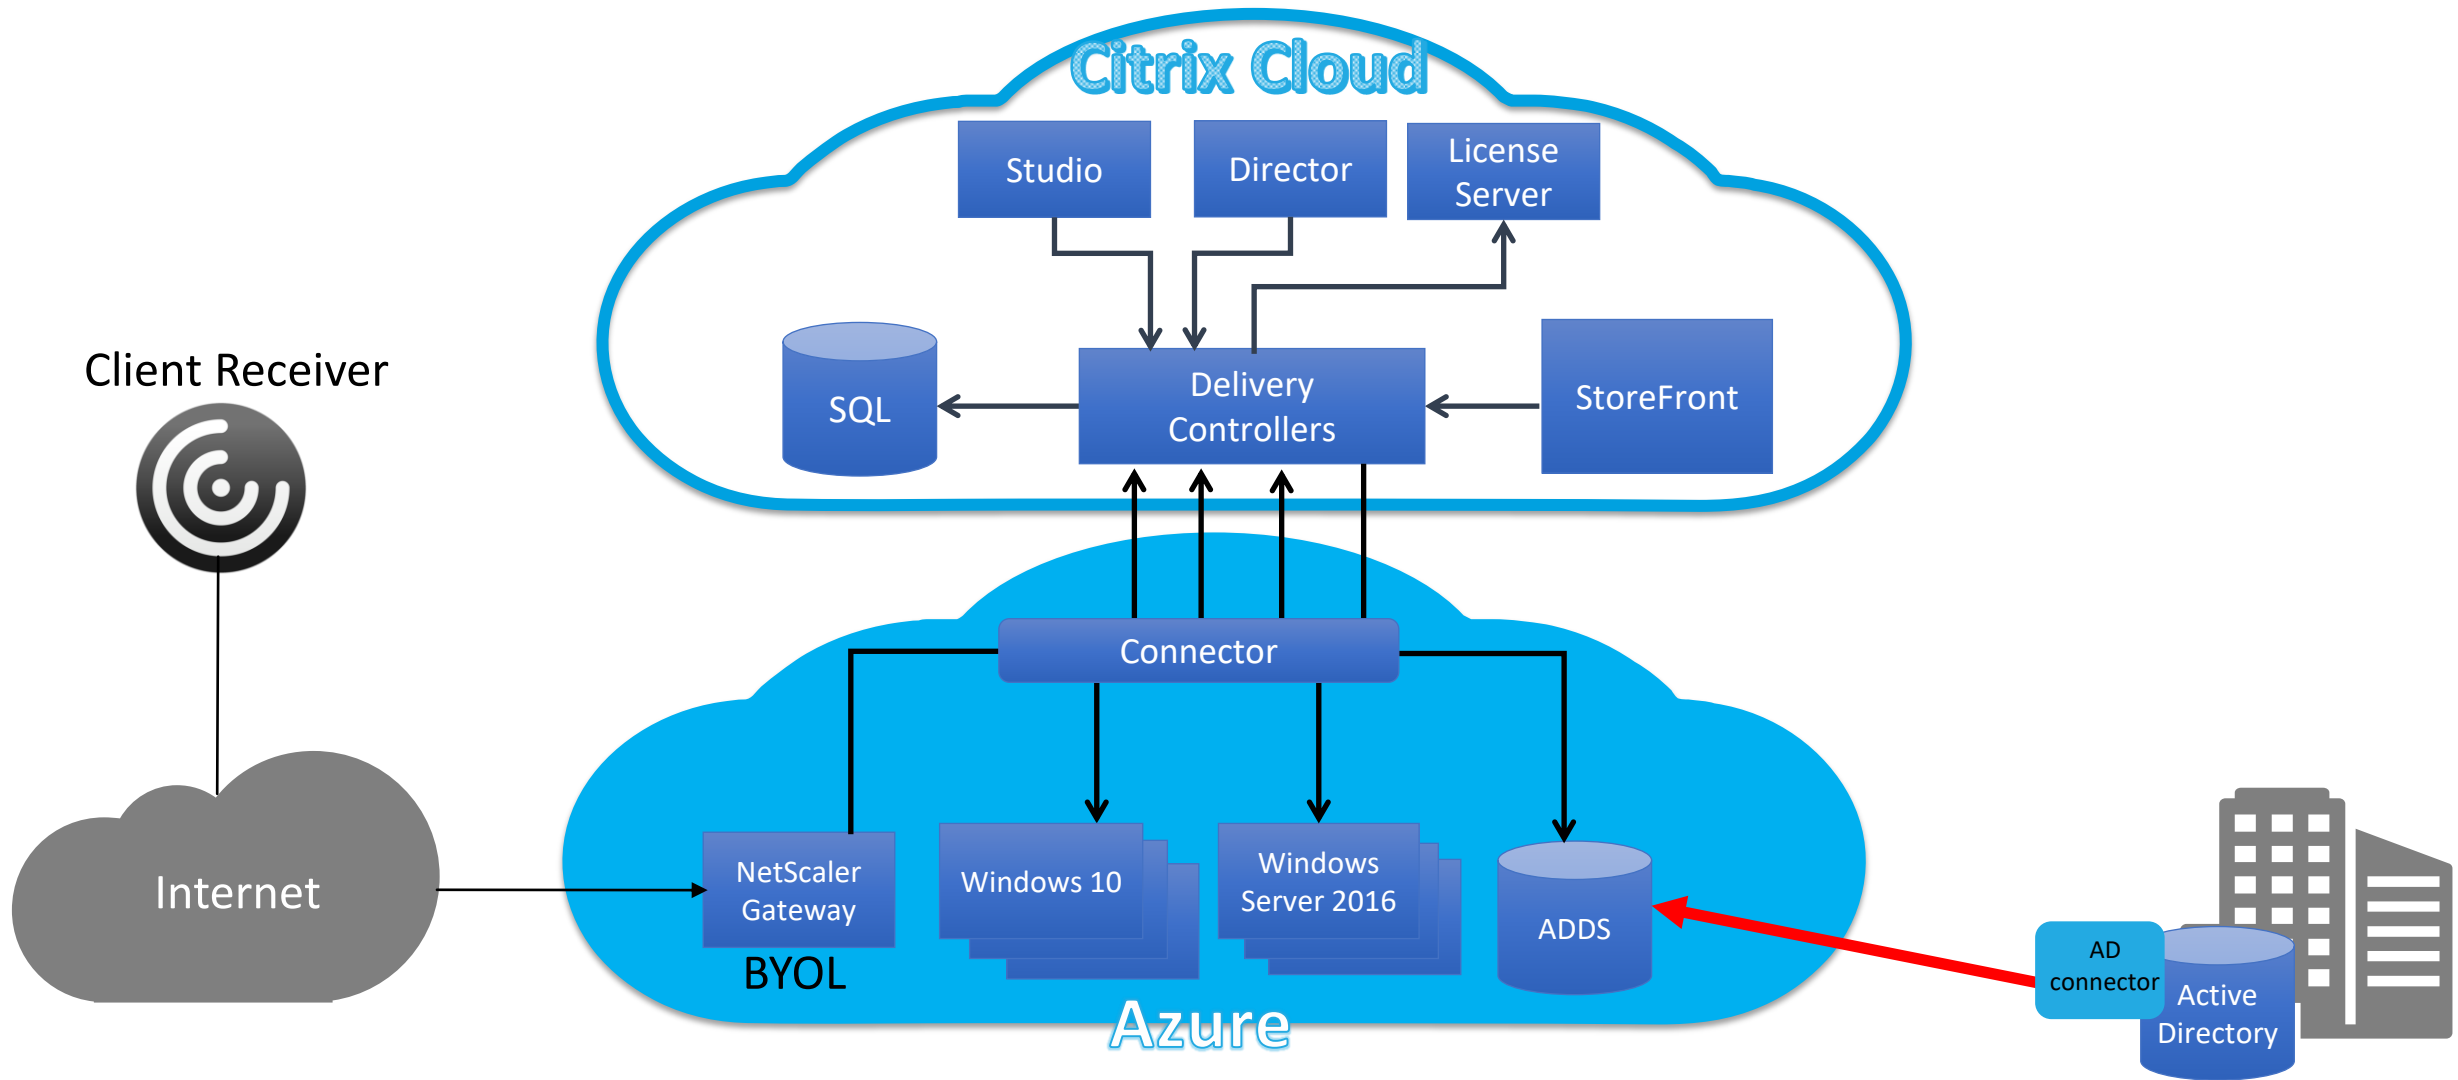 Citrix Cloud
Studio
Director
License
Server
Client Receiver
SQL
Delivery
Controllers
StoreFront
Connector
Internet
NetScaler
Gateway
BYOL
Windows 10
Windows
Server 2016
ADDS
AD
connector
Active
Directory
Azure